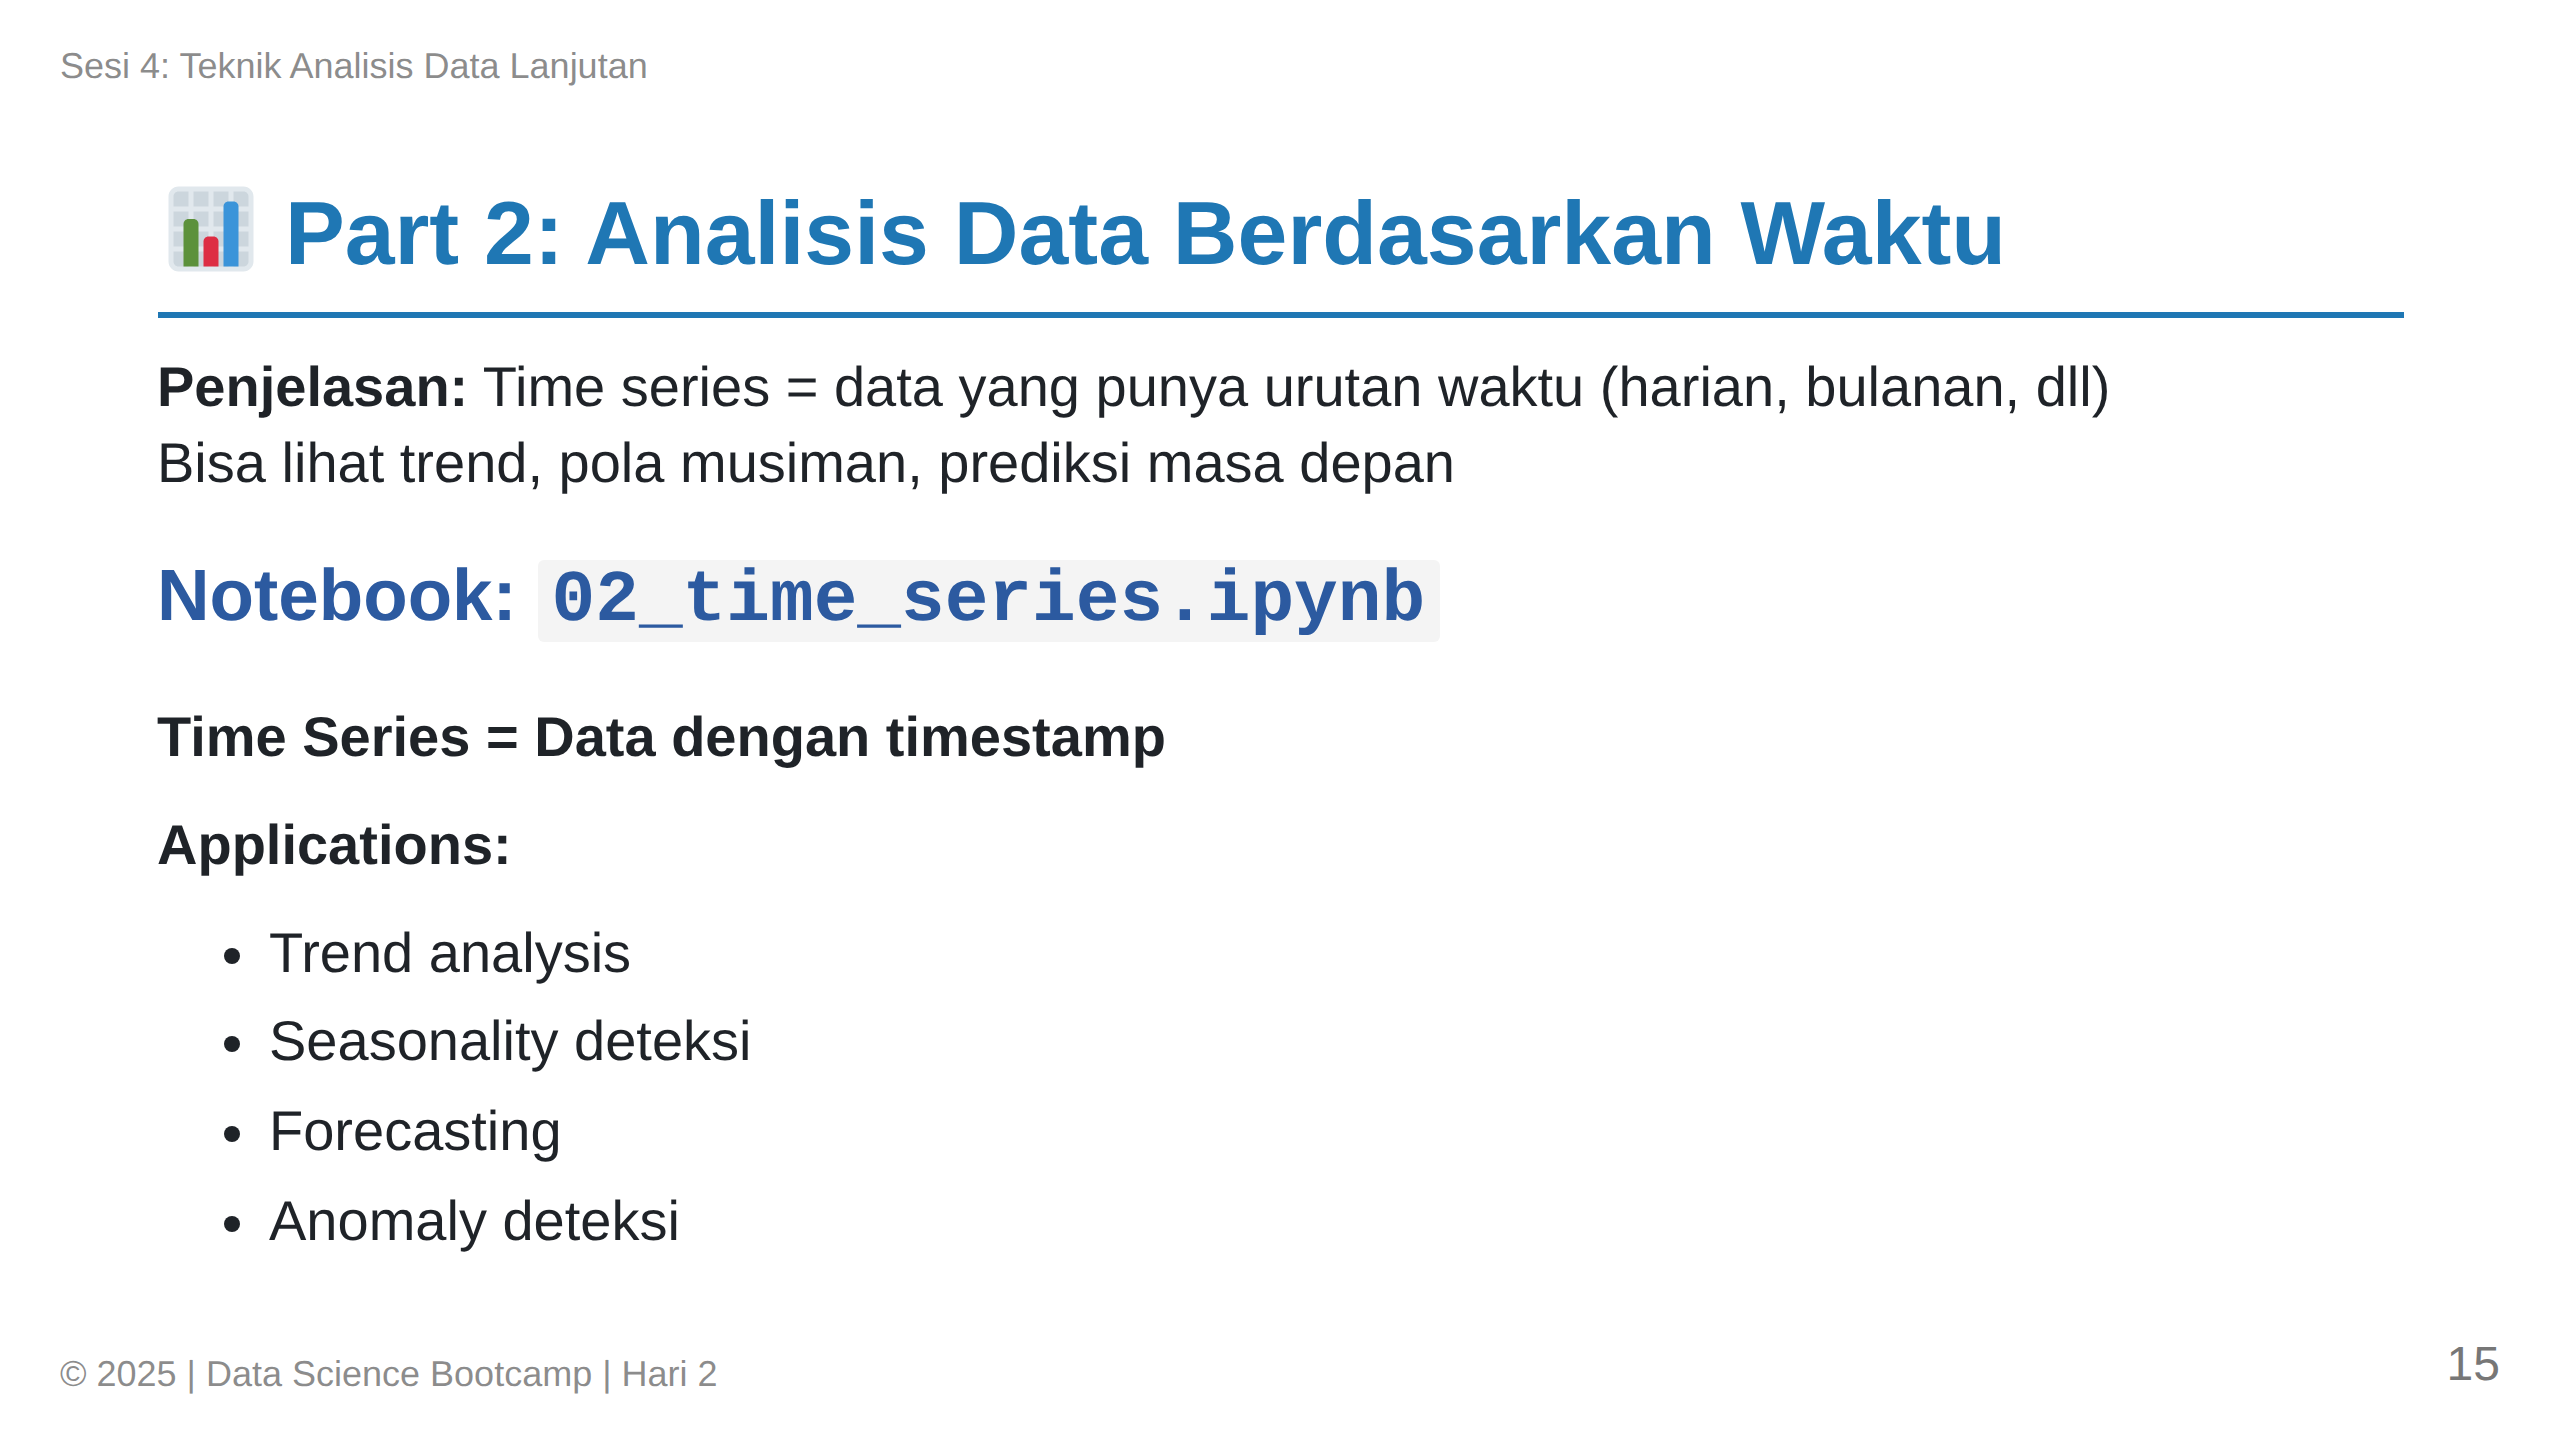 Sesi 4: Teknik Analisis Data Lanjutan
Part 2: Analisis Data Berdasarkan Waktu
Penjelasan: Time series = data yang punya urutan waktu (harian, bulanan, dll)
Bisa lihat trend, pola musiman, prediksi masa depan
Notebook: 02_time_series.ipynb
Time Series = Data dengan timestamp
Applications:
• Trend analysis
• Seasonality deteksi
• Forecasting
• Anomaly deteksi
© 2025 | Data Science Bootcamp | Hari 2
15